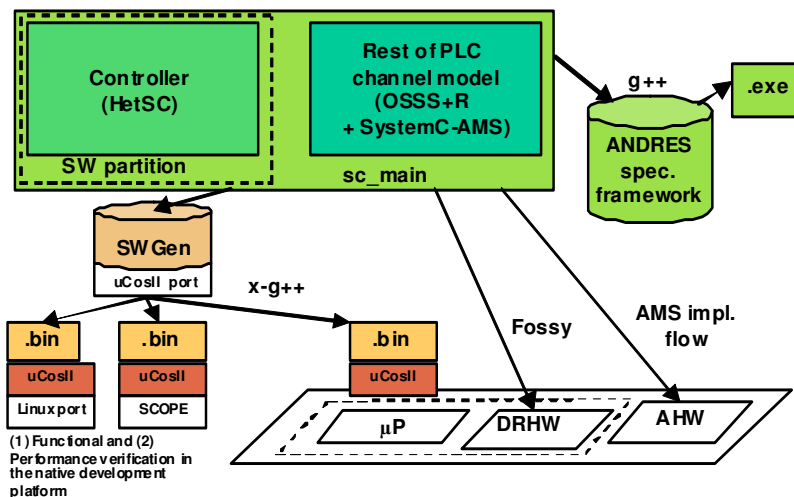 Controller
(HetSC)
SW partition
Rest of PLC
channel model
(OSSS+R
+ SystemC-AMS)
sc_main
g++
.exe
ANDRES
spec.
framework
SWGen
uCosII port
x-g++
Fossy
AMS impl.
flow
.bin
uCosII
Linux port
.bin
uCosII
SCOPE
.bin
uCosII
µP
DRHW
AHW
(1) Functional and (2)
Performance verification in
the native development
platform